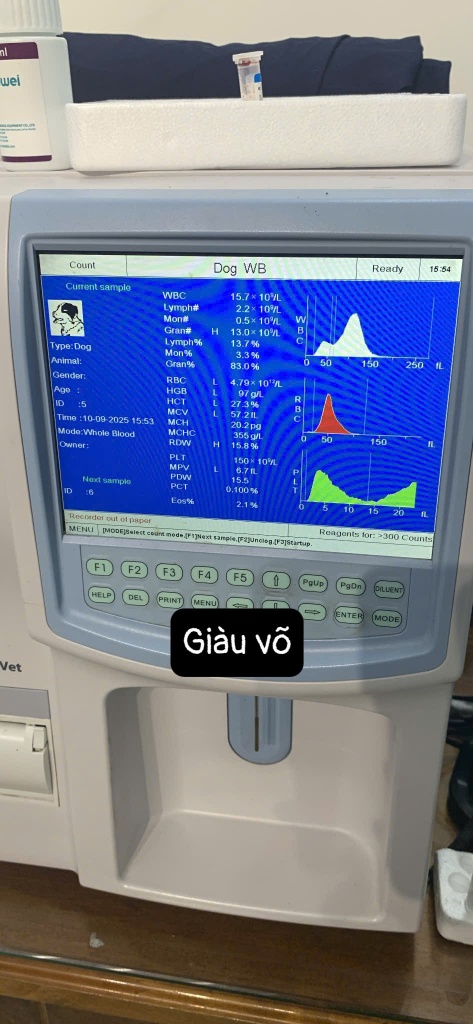 ml
wei
Count
Dog WB
Ready
15:54
Current sample
Type:Dog
Animal:
Gender:
Age :
ID :5
Time :10-09-2025 15:53
Mode:Whole Blood
Owner:
Next sample
ID :6
WBC 15.7 × 10⁹/L
Lymph# 2.2 × 10⁹/L
Mon# 0.5 × 10⁹/L
Gran# H 13.0 × 10⁹/L
Lymph% 13.7 %
Mon% 3.3 %
Gran% 83.0 %
RBC L 4.79 × 10¹²/L
HGB L 97 g/L
HCT L 27.3 %
MCV L 57.2 fL
MCH 20.2 pg
MCHC 355 g/L
RDW H 15.8 %
PLT 150 × 10⁹/L
MPV L 6.7 fL
PDW 15.5
PCT 0.100 %
Eos% 2.1 %
WBC
0 50 150 250 fL
RBC
0 50 150 fL
PLT
0 5 10 20 fL
Recorder out of paper
MENU
[MODE]Select count mode,[F1]Next sample,[F2]Unclog,[F3]Startup.
Reagents for: >300 Counts
F1 F2 F3 F4 F5 ⇧ PgUp PgDn DILUENT
HELP DEL PRINT MENU ⇦ ⇩ ⇨ ENTER MODE
Giàu võ
Vet